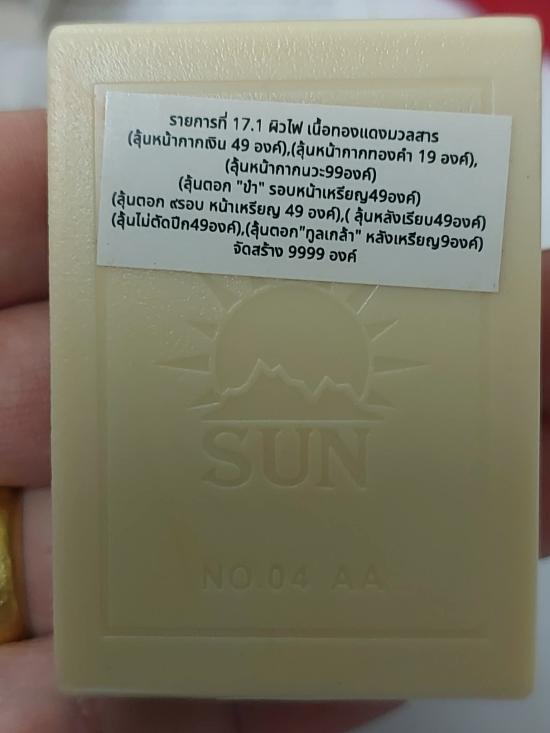 รายการที่ 17.1 ผิวไฟ เนื้อทองแดงมวลสาร
(ลุ้นหน้ากากเงิน 49 องค์),(ลุ้นหน้ากากทองคำ 19 องค์),
(ลุ้นหน้ากากนวะ99องค์)
(ลุ้นตอก "ขำ" รอบหน้าเหรียญ49องค์)
(ลุ้นตอก ๙รอบ หน้าเหรียญ 49 องค์),( ลุ้นหลังเรียบ49องค์)
(ลุ้นไม่ตัดปีก49องค์),(ลุ้นตอก"ทูลเกล้า" หลังเหรียญ9องค์)
จัดสร้าง 9999 องค์
SUN
NO.04 AA